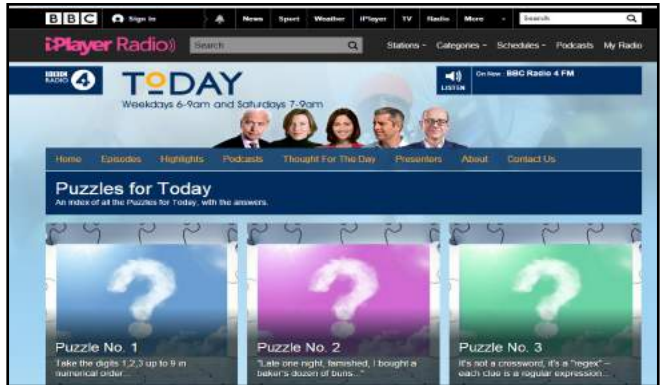 BBC Sign in News Sport Weather iPlayer TV Radio More Search
iPlayer Radio Search Stations Categories Schedules Podcasts My Radio
BBC RADIO 4 TODAY
Weekdays 6-9am and Saturdays 7-9am
LISTEN On Now : BBC Radio 4 FM
Home Episodes Highlights Podcasts Thought For The Day Presenters About Contact Us
Puzzles for Today
An index of all the Puzzles for Today, with the answers.
Puzzle No. 1
Take the digits 1,2,3 up to 9 in
numerical order...
Puzzle No. 2
"Late one night, famished, I bought a
baker's dozen of buns..."
Puzzle No. 3
It's not a crossword, it's a "regex" –
each clue is a regular expression...